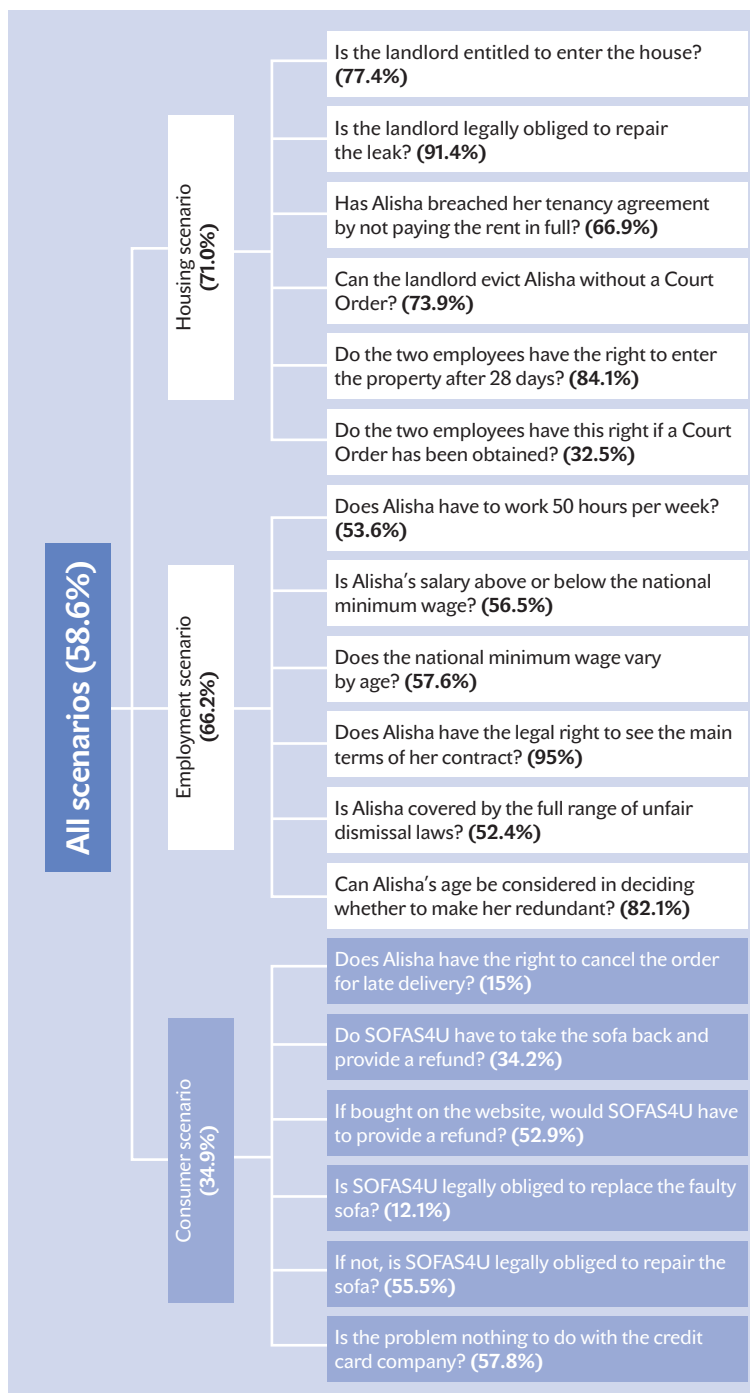 All scenarios (58.6%)
Housing scenario
(71.0%)
Is the landlord entitled to enter the house?
(77.4%)
Is the landlord legally obliged to repair
the leak? (91.4%)
Has Alisha breached her tenancy agreement
by not paying the rent in full? (66.9%)
Can the landlord evict Alisha without a Court
Order? (73.9%)
Do the two employees have the right to enter
the property after 28 days? (84.1%)
Do the two employees have this right if a Court
Order has been obtained? (32.5%)
Employment scenario
(66.2%)
Does Alisha have to work 50 hours per week?
(53.6%)
Is Alisha's salary above or below the national
minimum wage? (56.5%)
Does the national minimum wage vary
by age? (57.6%)
Does Alisha have the legal right to see the main
terms of her contract? (95%)
Is Alisha covered by the full range of unfair
dismissal laws? (52.4%)
Can Alisha's age be considered in deciding
whether to make her redundant? (82.1%)
Consumer scenario
(34.9%)
Does Alisha have the right to cancel the order
for late delivery? (15%)
Do SOFAS4U have to take the sofa back and
provide a refund? (34.2%)
If bought on the website, would SOFAS4U have
to provide a refund? (52.9%)
Is SOFAS4U legally obliged to replace the faulty
sofa? (12.1%)
If not, is SOFAS4U legally obliged to repair the
sofa? (55.5%)
Is the problem nothing to do with the credit
card company? (57.8%)